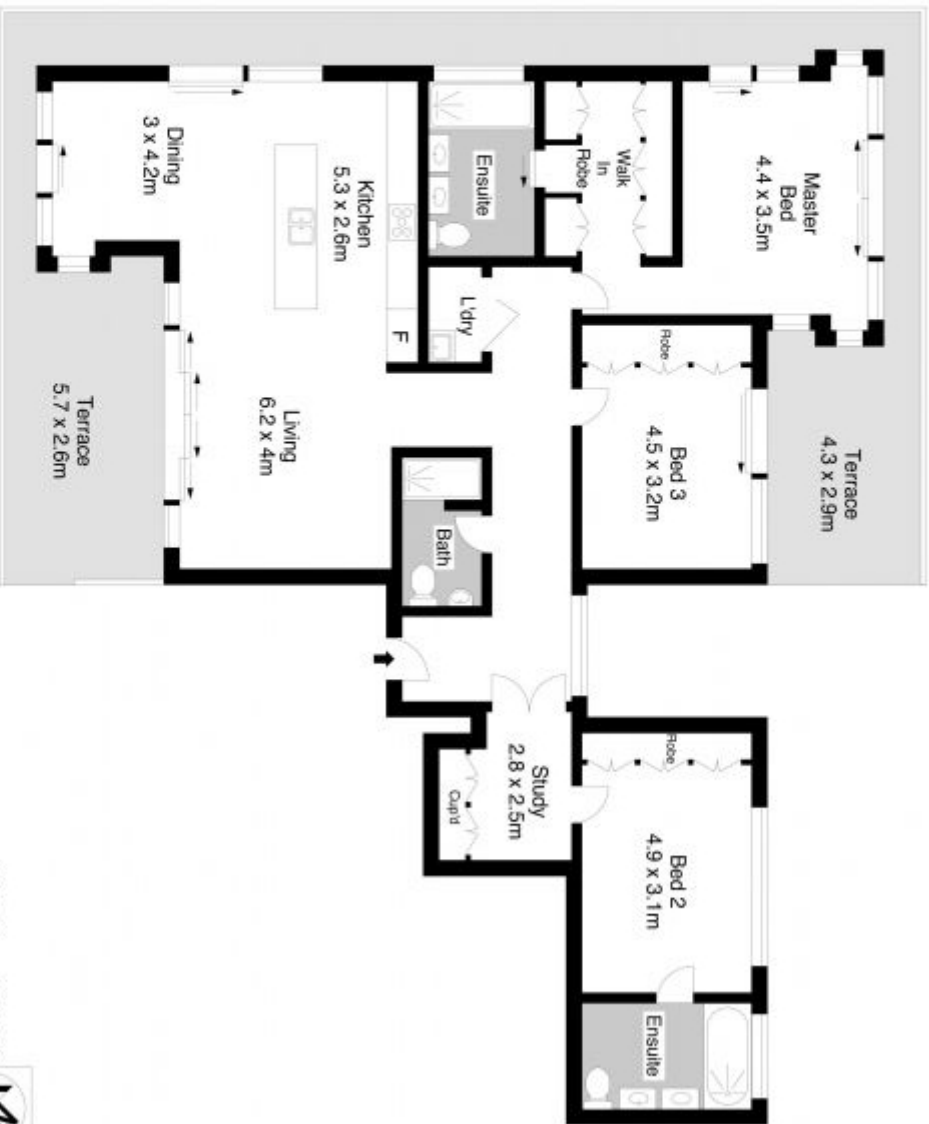 Master
Bed
4.4 x 3.5m
Terrace
4.3 x 2.9m
Walk
In
Robe
Robe
Bed 3
4.5 x 3.2m
Robe
Bed 2
4.9 x 3.1m
Ensuite
Ensuite
L'dry
Bath
Study
2.8 x 2.5m
Cup'd
Kitchen
5.3 x 2.6m
F
Dining
3 x 4.2m
Living
6.2 x 4m
Terrace
5.7 x 2.6m